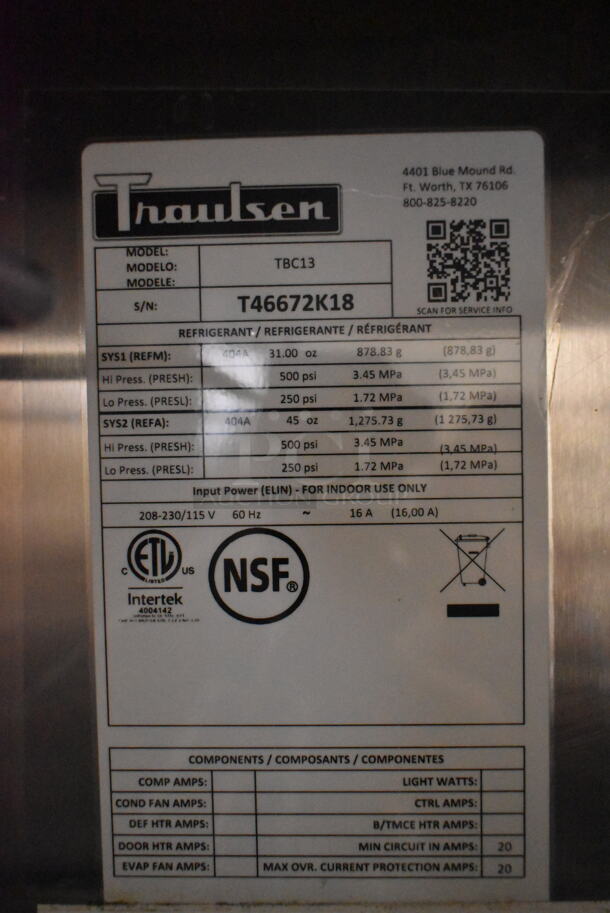 Traulsen
4401 Blue Mound Rd.
Ft. Worth, TX 76106
800-825-8220
MODEL:
MODELO:
MODELE:
TBC13
S/N:
T46672K18
SCAN FOR SERVICE INFO
REFRIGERANT / REFRIGERANTE / RÉFRIGÉRANT
SYS1 (REFM): 404A 31.00 oz 878.83 g (878,83 g)
Hi Press. (PRESH): 500 psi 3.45 MPa (3,45 MPa)
Lo Press. (PRESL): 250 psi 1.72 MPa (1,72 MPa)
SYS2 (REFA): 404A 45 oz 1,275.73 g (1 275,73 g)
Hi Press. (PRESH): 500 psi 3.45 MPa (3,45 MPa)
Lo Press. (PRESL): 250 psi 1.72 MPa (1,72 MPa)
Input Power (ELIN) - FOR INDOOR USE ONLY
208-230/115 V 60 Hz ~ 16 A (16,00 A)
C ETL US
LISTED
Intertek
4004142
NSF®
COMPONENTS / COMPOSANTS / COMPONENTES
COMP AMPS: LIGHT WATTS:
COND FAN AMPS: CTRL AMPS:
DEF HTR AMPS: B/TMCE HTR AMPS:
DOOR HTR AMPS: MIN CIRCUIT IN AMPS: 20
EVAP FAN AMPS: MAX OVR. CURRENT PROTECTION AMPS: 20